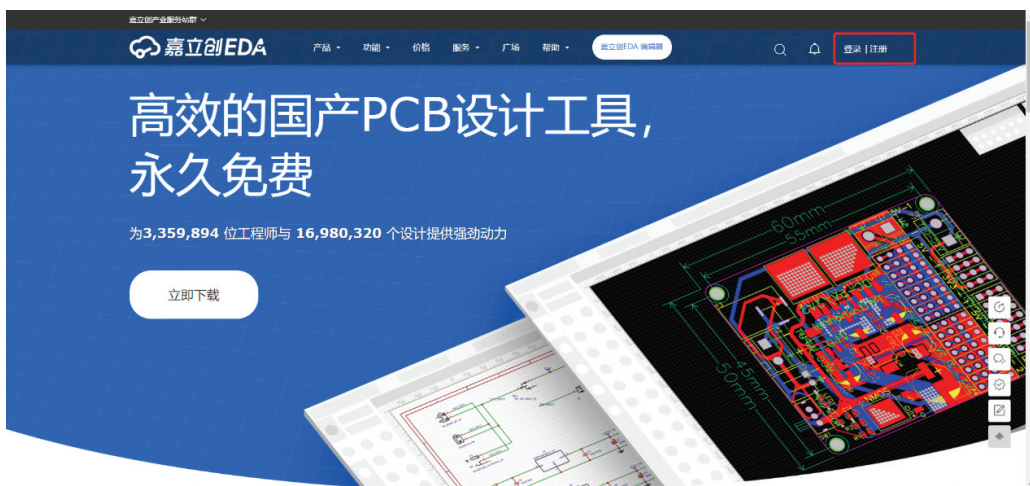 嘉立创产业服务站群
嘉立创EDA
产品
功能
价格
服务
广场
帮助
嘉立创EDA 编辑器
登录 | 注册
高效的国产PCB设计工具，
永久免费
为3,359,894 位工程师与 16,980,320 个设计提供强劲动力
立即下载
60mm
55mm
5V-1
45mm
50mm
NMOS